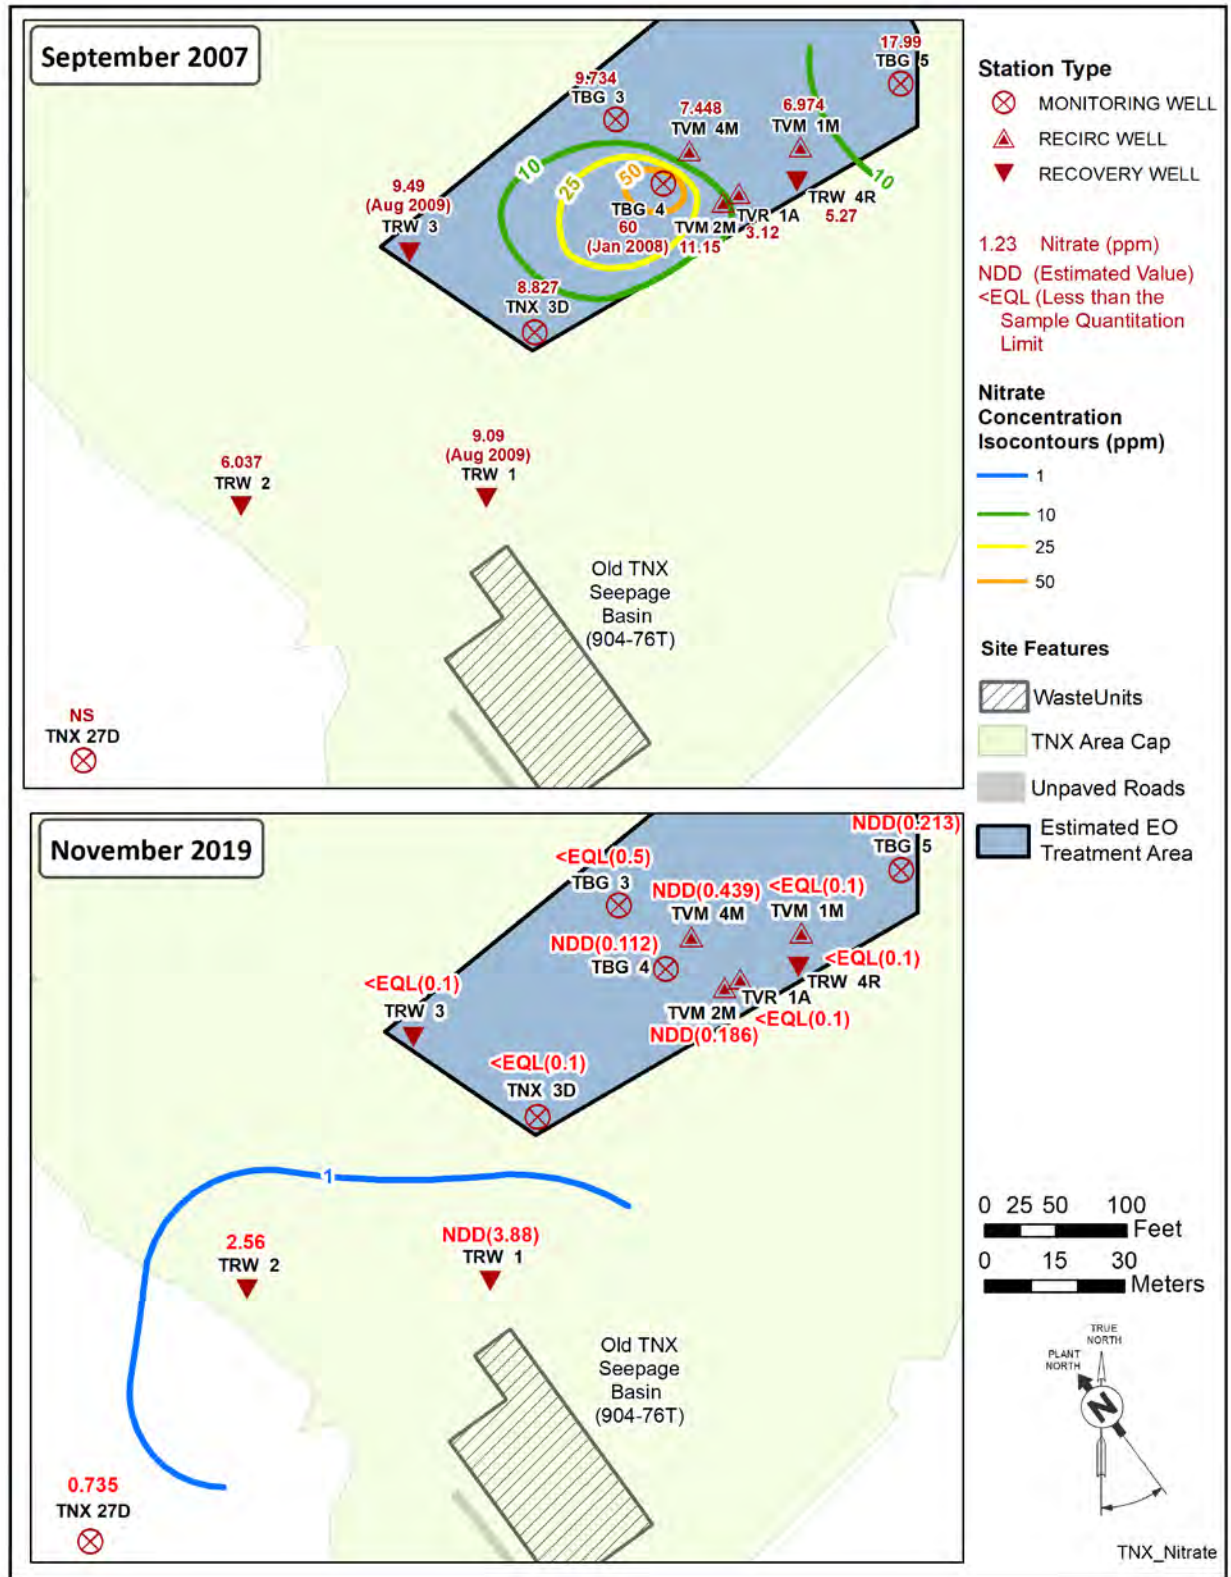 September 2007
17.99
TBG 5
9.734
TBG 3
7.448
TVM 4M
6.974
TVM 1M
10
25
50
10
9.49
(Aug 2009)
TRW 3
TBG 4
60
(Jan 2008)
TVM 2M
11.15
TVR 1A
3.12
TRW 4R
5.27
8.827
TNX 3D
6.037
TRW 2
9.09
(Aug 2009)
TRW 1
Old TNX
Seepage
Basin
(904-76T)
NS
TNX 27D
November 2019
NDD(0.213)
TBG 5
<EQL(0.5)
TBG 3
NDD(0.439)
TVM 4M
<EQL(0.1)
TVM 1M
NDD(0.112)
TBG 4
<EQL(0.1)
TRW 4R
<EQL(0.1)
TRW 3
TVR 1A
<EQL(0.1)
TVM 2M
NDD(0.186)
<EQL(0.1)
TNX 3D
1
2.56
TRW 2
NDD(3.88)
TRW 1
Old TNX
Seepage
Basin
(904-76T)
0.735
TNX 27D
Station Type
MONITORING WELL
RECIRC WELL
RECOVERY WELL
1.23 Nitrate (ppm)
NDD (Estimated Value)
<EQL (Less than the
Sample Quantitation
Limit
Nitrate
Concentration
Isocontours (ppm)
1
10
25
50
Site Features
WasteUnits
TNX Area Cap
Unpaved Roads
Estimated EO
Treatment Area
0 25 50 100
Feet
0 15 30
Meters
TRUE
NORTH
PLANT
NORTH
N
TNX_Nitrate